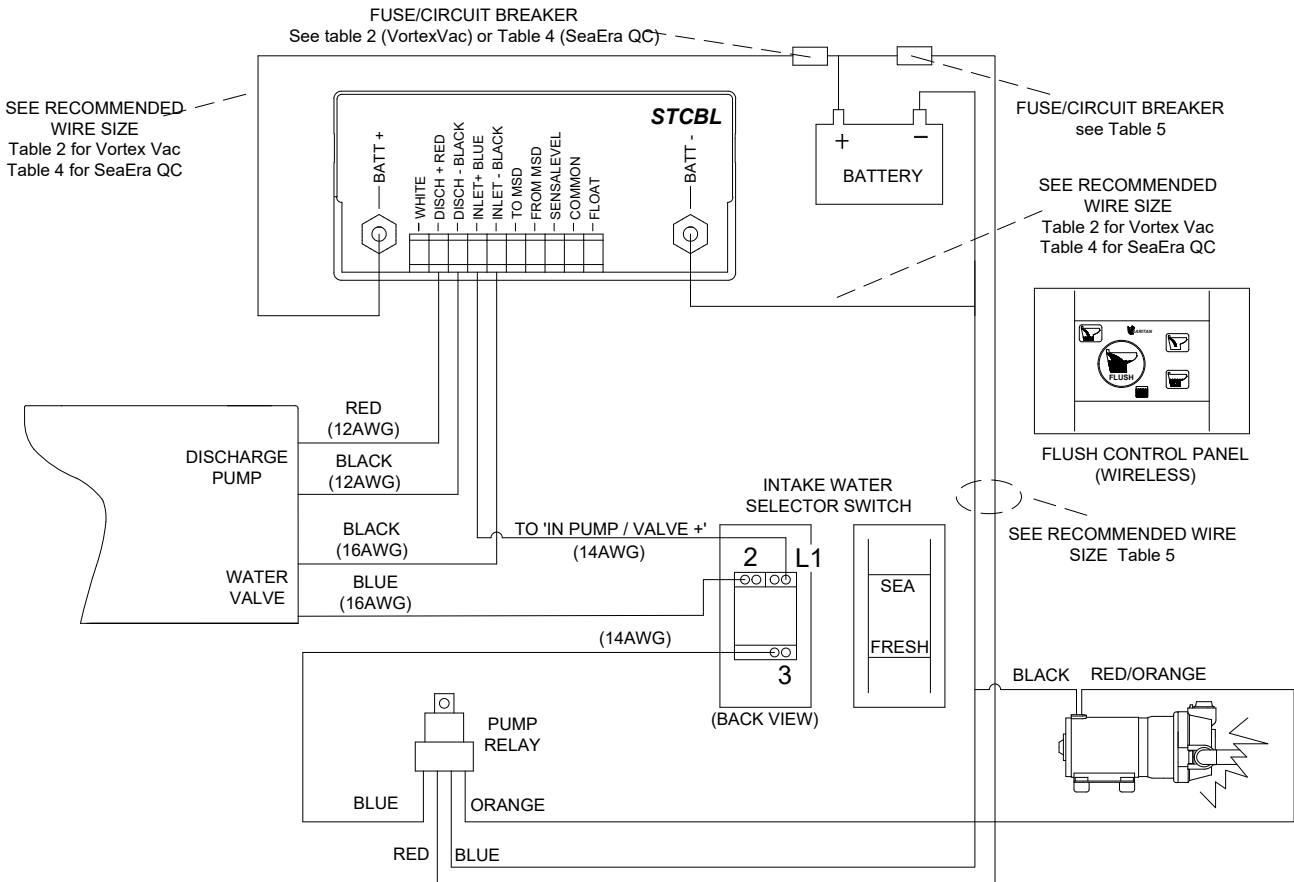 FUSE/CIRCUIT BREAKER
See table 2 (VortexVac) or Table 4 (SeaEra QC)
SEE RECOMMENDED
WIRE SIZE
Table 2 for Vortex Vac
Table 4 for SeaEra QC
STCBL
BATT +
WHITE
DISCH + RED
DISCH - BLACK
INLET+ BLUE
INLET - BLACK
TO MSD
FROM MSD
SENSALEVEL
COMMON
FLOAT
BATT -
+
−
BATTERY
FUSE/CIRCUIT BREAKER
see Table 5
SEE RECOMMENDED
WIRE SIZE
Table 2 for Vortex Vac
Table 4 for SeaEra QC
FLUSH
FLUSH CONTROL PANEL
(WIRELESS)
RED
(12AWG)
DISCHARGE
PUMP
BLACK
(12AWG)
BLACK
(16AWG)
WATER
VALVE
BLUE
(16AWG)
TO 'IN PUMP / VALVE +'
(14AWG)
INTAKE WATER
SELECTOR SWITCH
2
L1
SEA
FRESH
(14AWG)
3
(BACK VIEW)
SEE RECOMMENDED WIRE
SIZE Table 5
BLACK
RED/ORANGE
PUMP
RELAY
BLUE
ORANGE
RED
BLUE